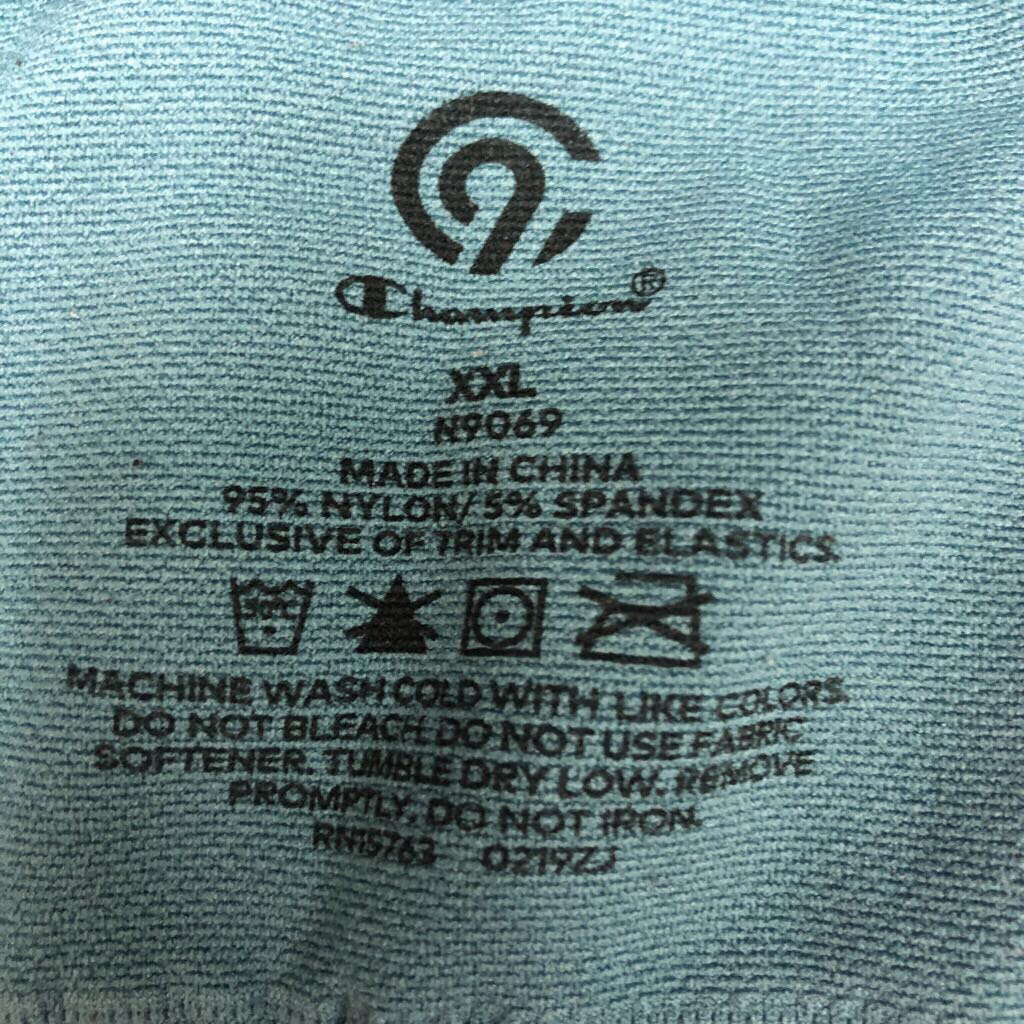 C9
Champion®
XXL
N9069
MADE IN CHINA
95% NYLON/ 5% SPANDEX
EXCLUSIVE OF TRIM AND ELASTICS.
30°C
MACHINE WASH COLD WITH LIKE COLORS.
DO NOT BLEACH. DO NOT USE FABRIC
SOFTENER. TUMBLE DRY LOW. REMOVE
PROMPTLY, DO NOT IRON.
RN15763 0219ZJ